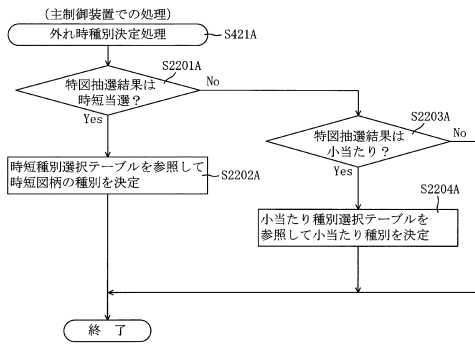 （主制御装置での処理）
外れ時種別決定処理
S421A
S2201A
特図抽選結果は
時短当選？
No
Yes
S2203A
特図抽選結果は
小当たり？
No
Yes
時短種別選択テーブルを参照して
時短図柄の種別を決定
S2202A
S2204A
小当たり種別選択テーブルを
参照して小当たり種別を決定
終 了